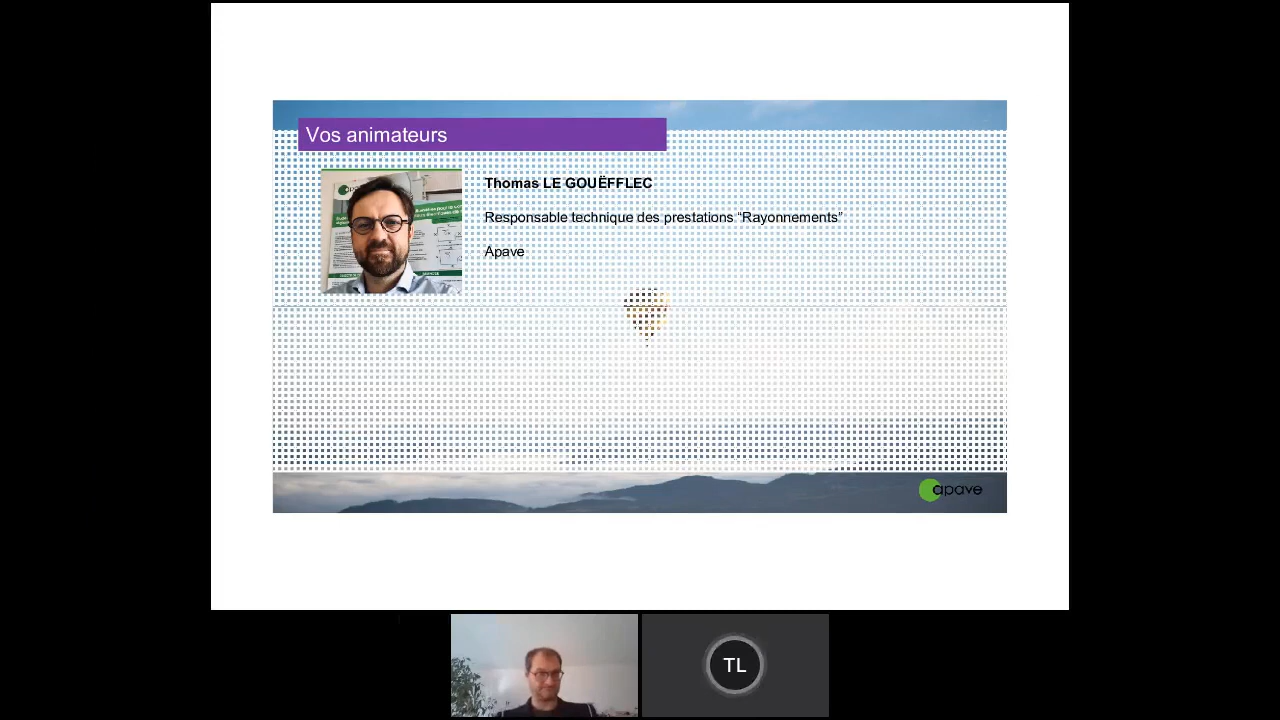 Vos animateurs
Thomas LE GOUËFFLEC
Responsable technique des prestations “Rayonnements”
Apave
apave
TL